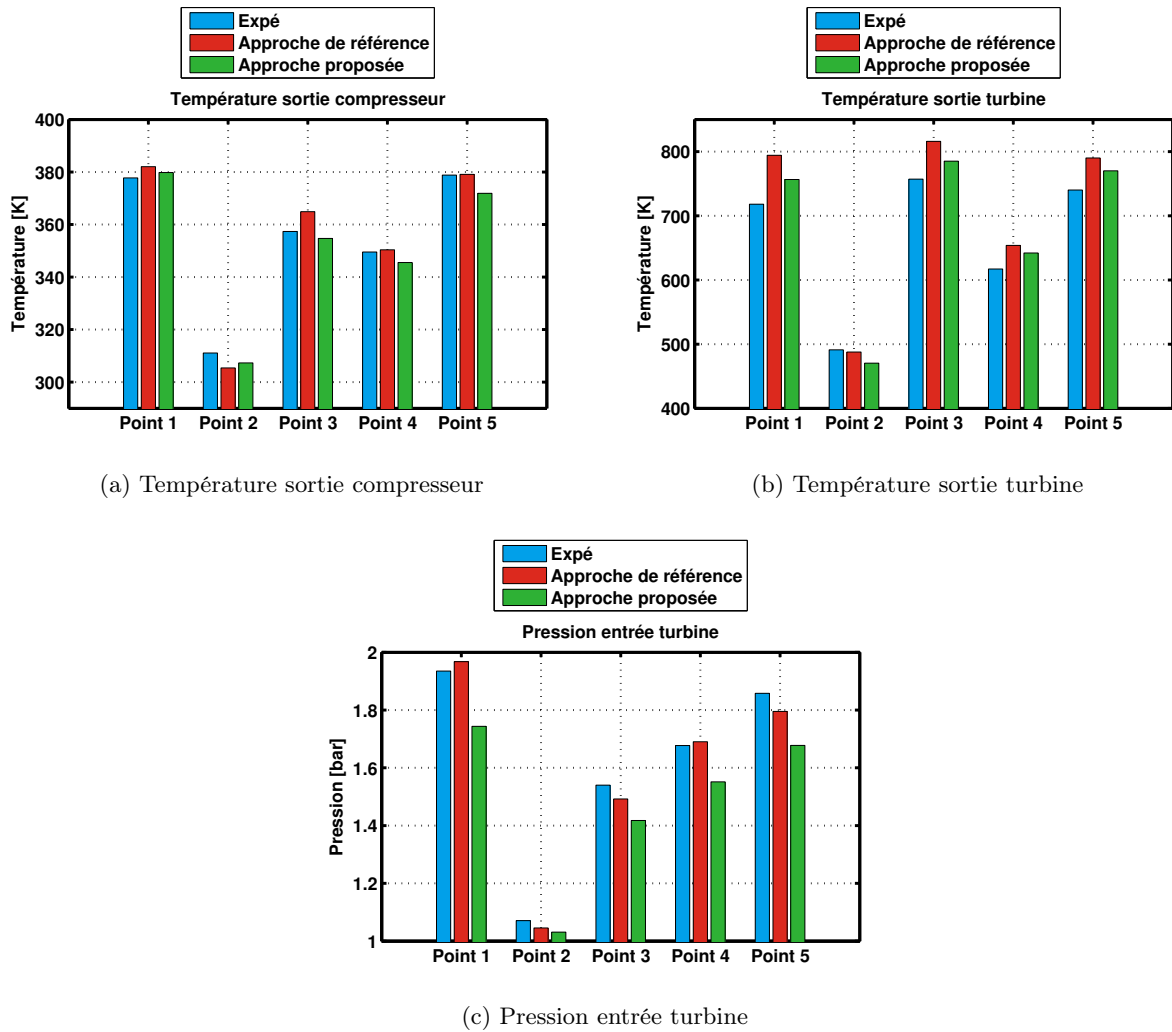 Expé
Approche de référence
Approche proposée
Température sortie compresseur
400
380
360
340
320
300
Température [K]
Point 1 Point 2 Point 3 Point 4 Point 5
(a) Température sortie compresseur
Expé
Approche de référence
Approche proposée
Température sortie turbine
800
700
600
500
400
Température [K]
Point 1 Point 2 Point 3 Point 4 Point 5
(b) Température sortie turbine
Expé
Approche de référence
Approche proposée
Pression entrée turbine
2
1.8
1.6
1.4
1.2
1
Pression [bar]
Point 1 Point 2 Point 3 Point 4 Point 5
(c) Pression entrée turbine